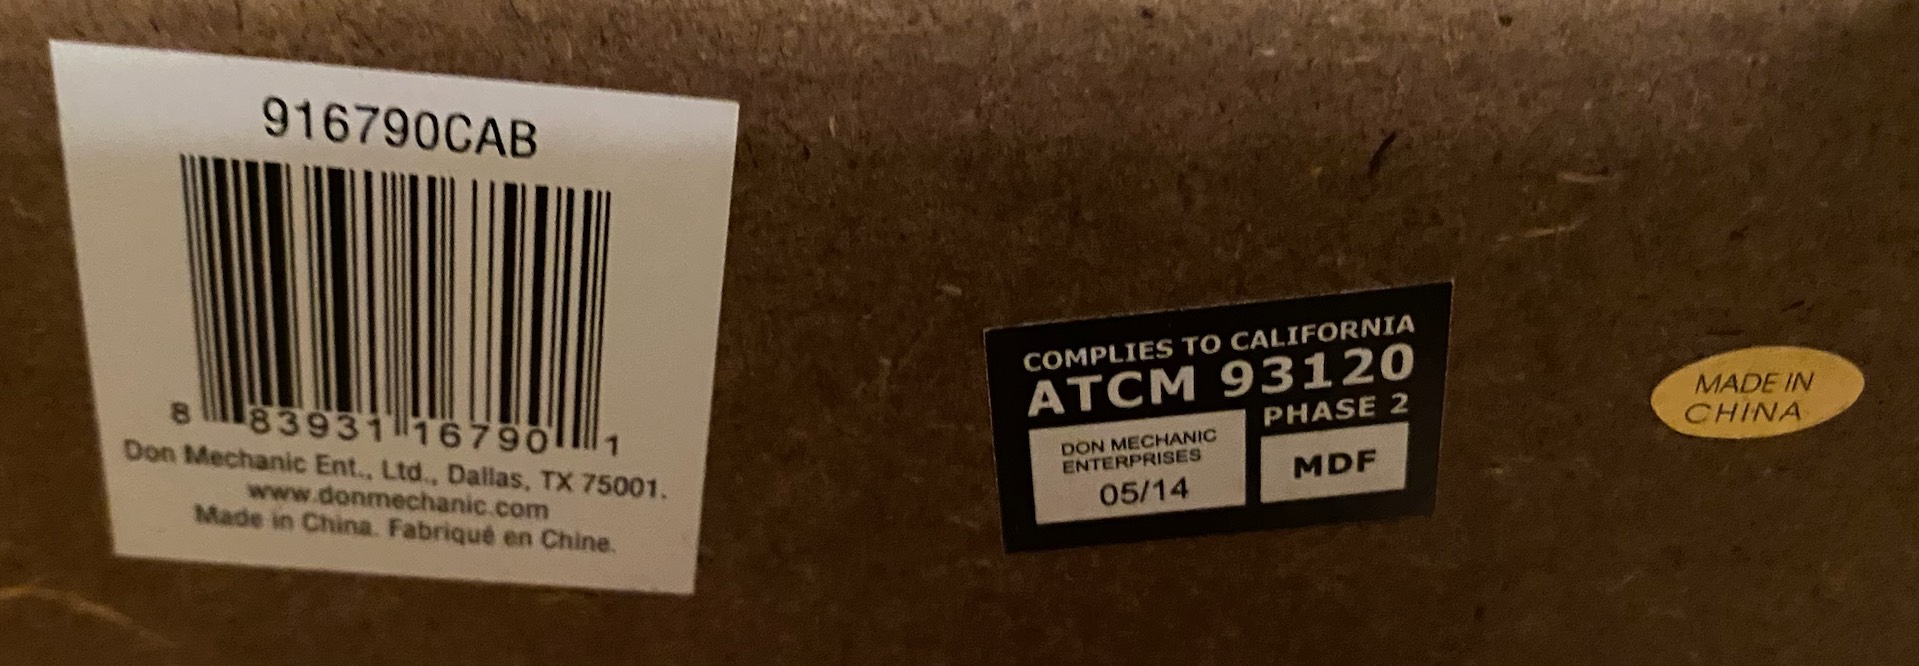 916790CAB
8 83931 16790 1
Don Mechanic Ent., Ltd., Dallas, TX 75001.
www.donmechanic.com
Made in China. Fabriqué en Chine.
COMPLIES TO CALIFORNIA
ATCM 93120
PHASE 2
DON MECHANIC
ENTERPRISES
05/14
MDF
MADE IN
CHINA